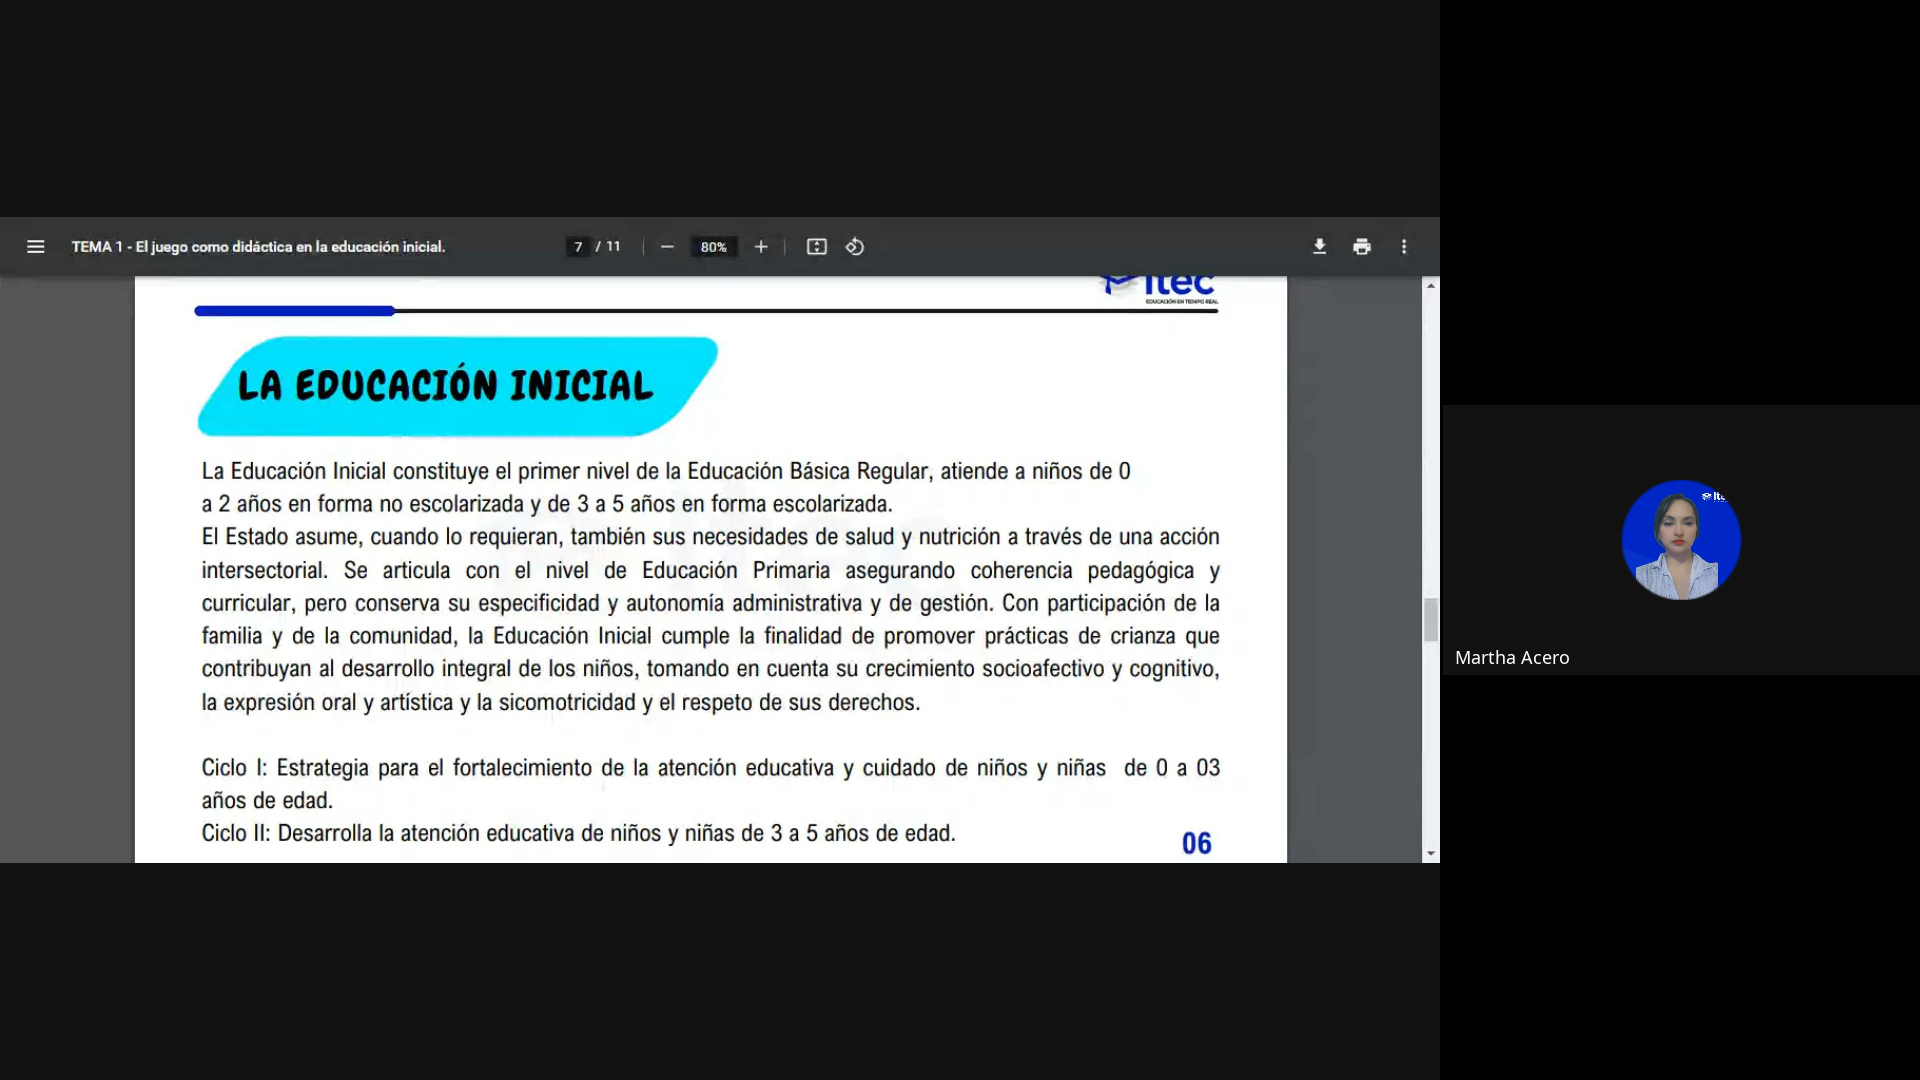 TEMA 1 - El juego como didáctica en la educación inicial.
7 / 11
80%
itec
EDUCACIÓN EN TIEMPO REAL
LA EDUCACIÓN INICIAL
La Educación Inicial constituye el primer nivel de la Educación Básica Regular, atiende a niños de 0
a 2 años en forma no escolarizada y de 3 a 5 años en forma escolarizada.
El Estado asume, cuando lo requieran, también sus necesidades de salud y nutrición a través de una acción
intersectorial. Se articula con el nivel de Educación Primaria asegurando coherencia pedagógica y
curricular, pero conserva su especificidad y autonomía administrativa y de gestión. Con participación de la
familia y de la comunidad, la Educación Inicial cumple la finalidad de promover prácticas de crianza que
contribuyan al desarrollo integral de los niños, tomando en cuenta su crecimiento socioafectivo y cognitivo,
la expresión oral y artística y la sicomotricidad y el respeto de sus derechos.
Ciclo I: Estrategia para el fortalecimiento de la atención educativa y cuidado de niños y niñas de 0 a 03
años de edad.
Ciclo II: Desarrolla la atención educativa de niños y niñas de 3 a 5 años de edad.
06
Martha Acero